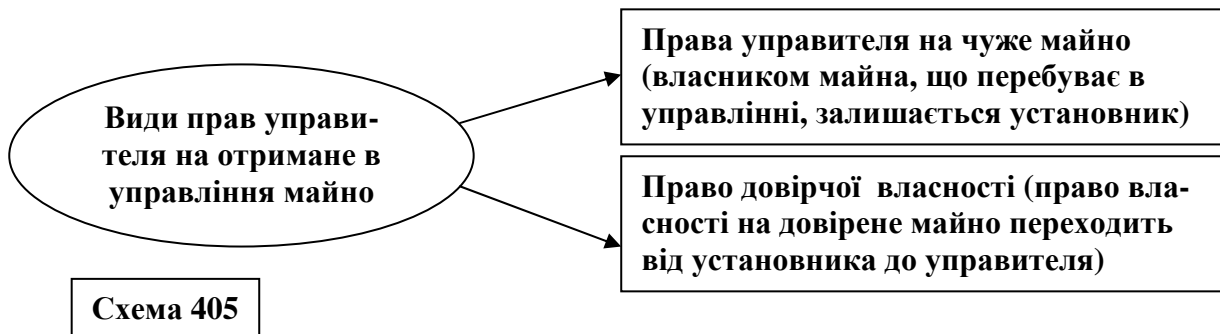 Види прав управи-
теля на отримане в
управління майно
Права управителя на чуже майно
(власником майна, що перебуває в
управлінні, залишається установник)
Право довірчої власності (право вла-
сності на довірене майно переходить
від установника до управителя)
Схема 405